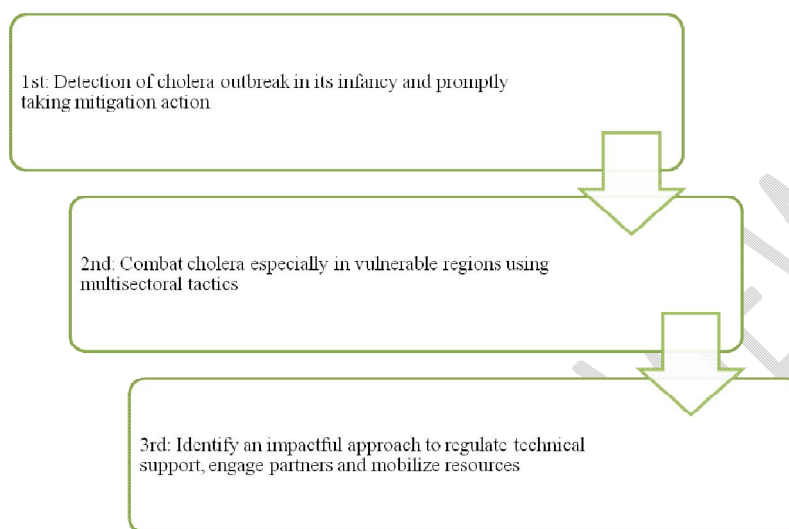 1st: Detection of cholera outbreak in its infancy and promptly
taking mitigation action
2nd: Combat cholera especially in vulnerable regions using
multisectoral tactics
3rd: Identify an impactful approach to regulate technical
support, engage partners and mobilize resources